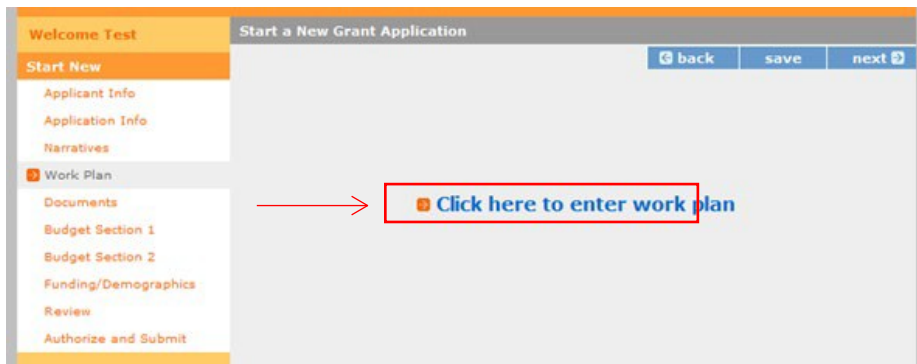 Welcome Test
Start a New Grant Application
Start New
back
save
next
Applicant Info
Application Info
Narratives
Work Plan
Documents
Click here to enter work plan
Budget Section 1
Budget Section 2
Funding/Demographics
Review
Authorize and Submit